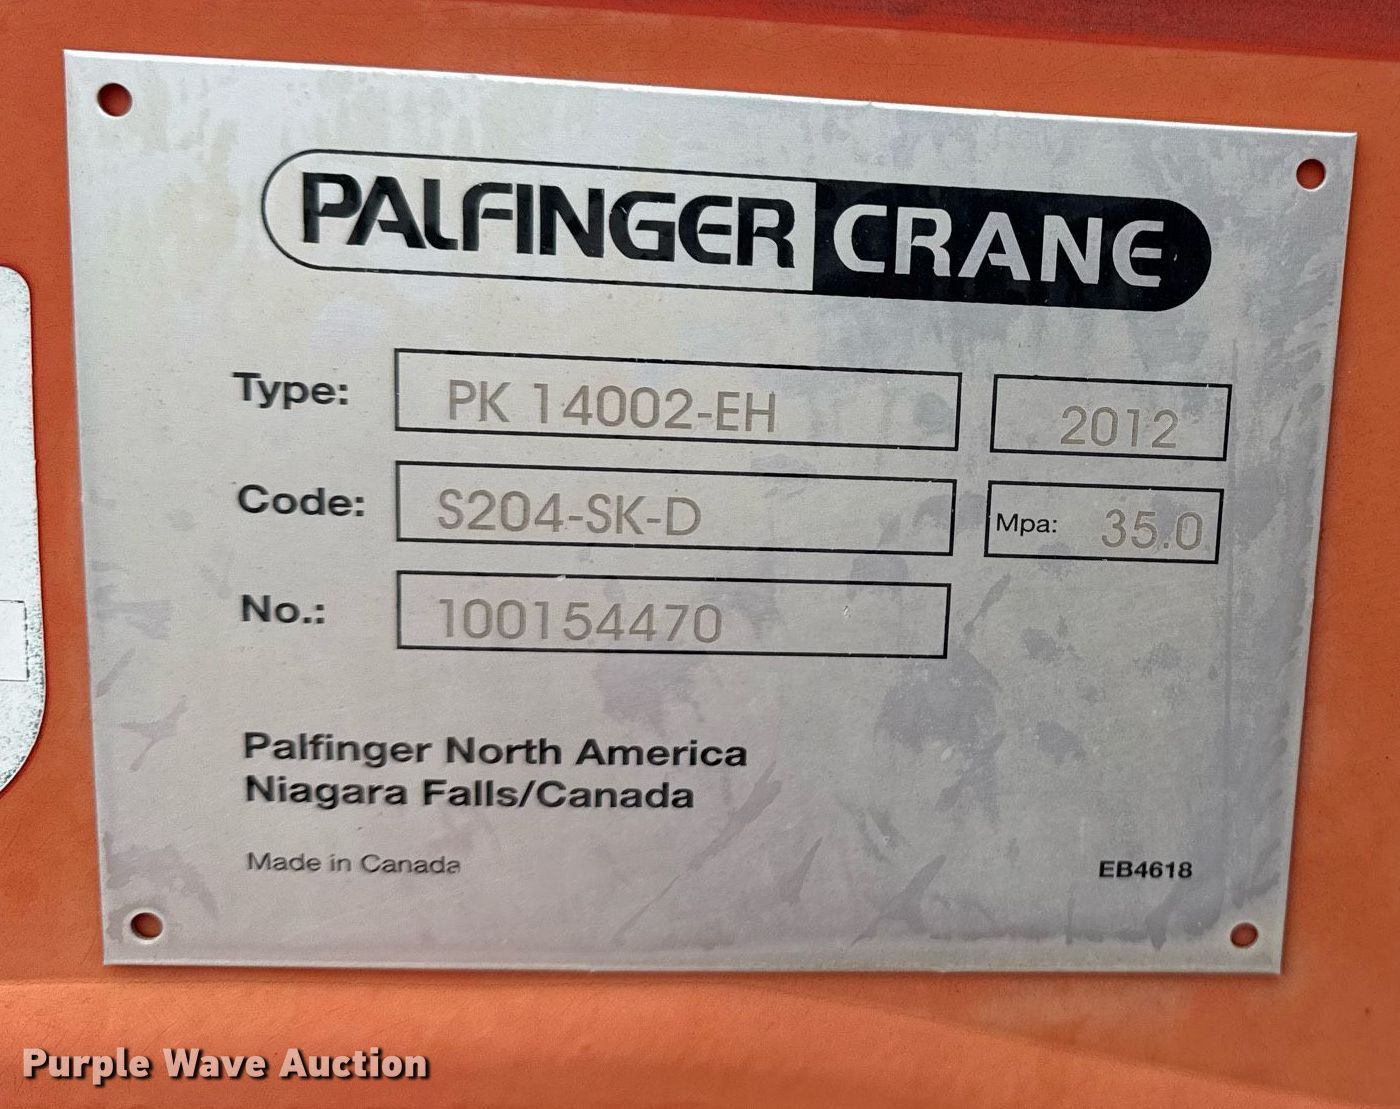 PALFINGER CRANE
Type: PK 14002-EH 2012
Code: S204-SK-D Mpa: 35.0
No.: 100154470
Palfinger North America
Niagara Falls/Canada
Made in Canada EB4618
Purple Wave Auction